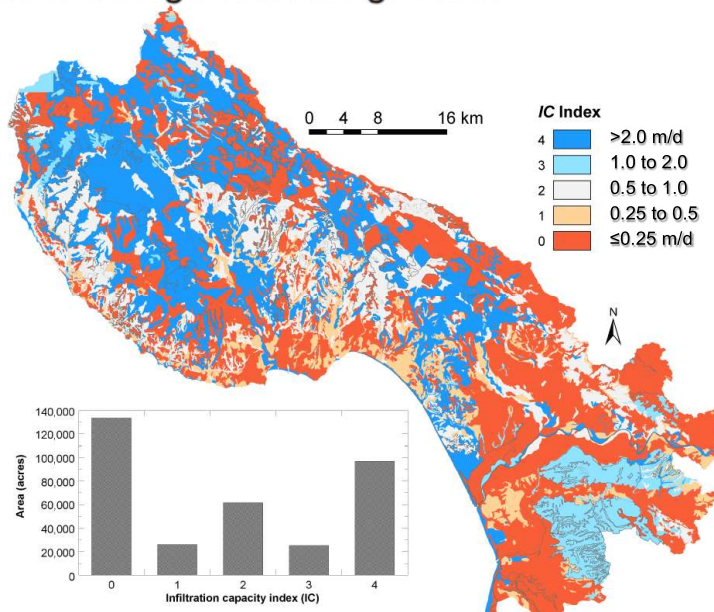 0 4 8 16 km
IC Index
4 >2.0 m/d
3 1.0 to 2.0
2 0.5 to 1.0
1 0.25 to 0.5
0 ≤0.25 m/d
N
140,000
120,000
100,000
80,000
60,000
40,000
20,000
0
Area (acres)
0 1 2 3 4
Infiltration capacity index (IC)